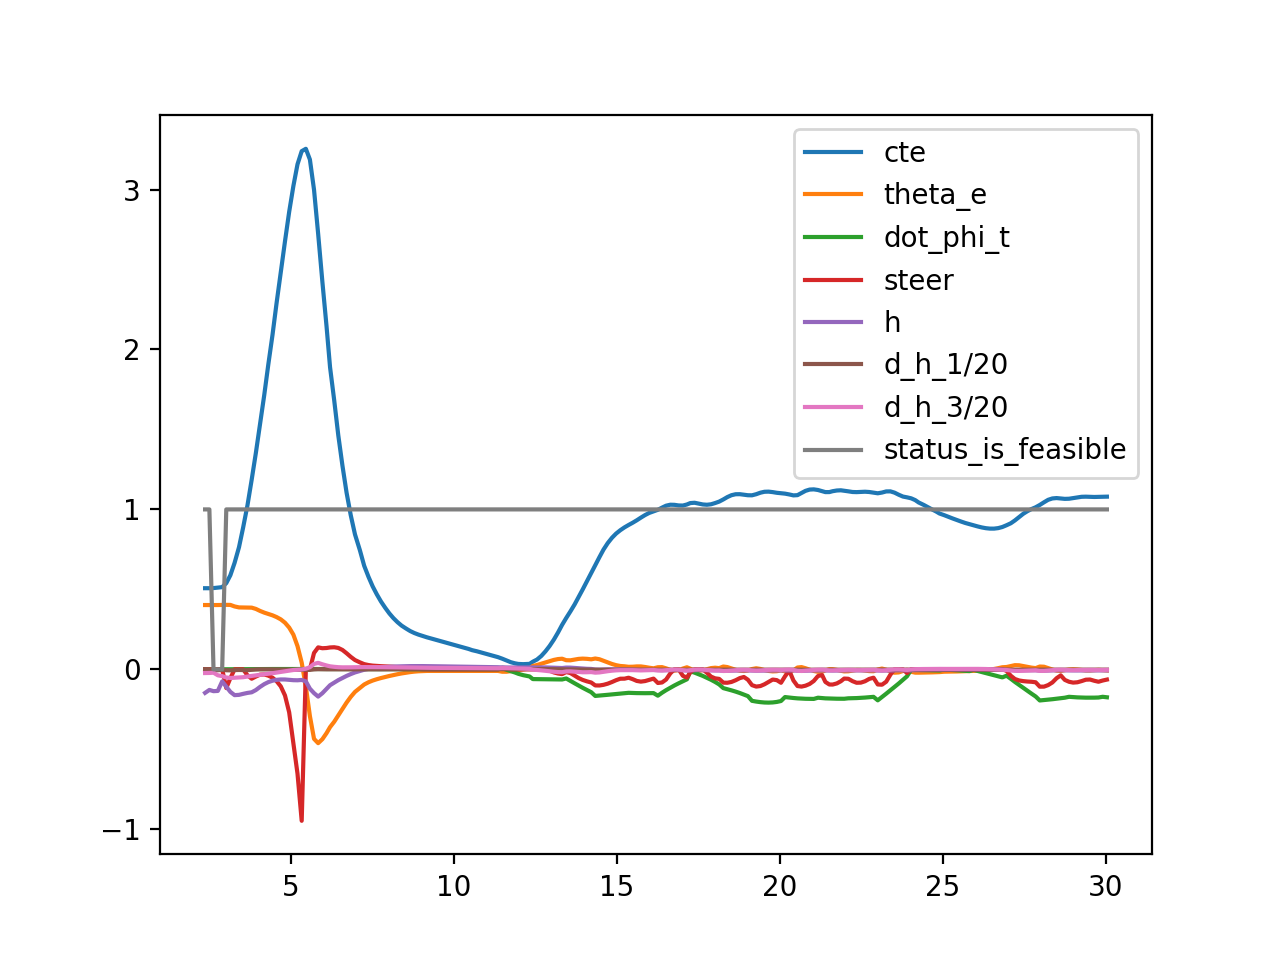 3
2
1
0
−1
5
10
15
20
25
30
cte
theta_e
dot_phi_t
steer
h
d_h_1/20
d_h_3/20
status_is_feasible